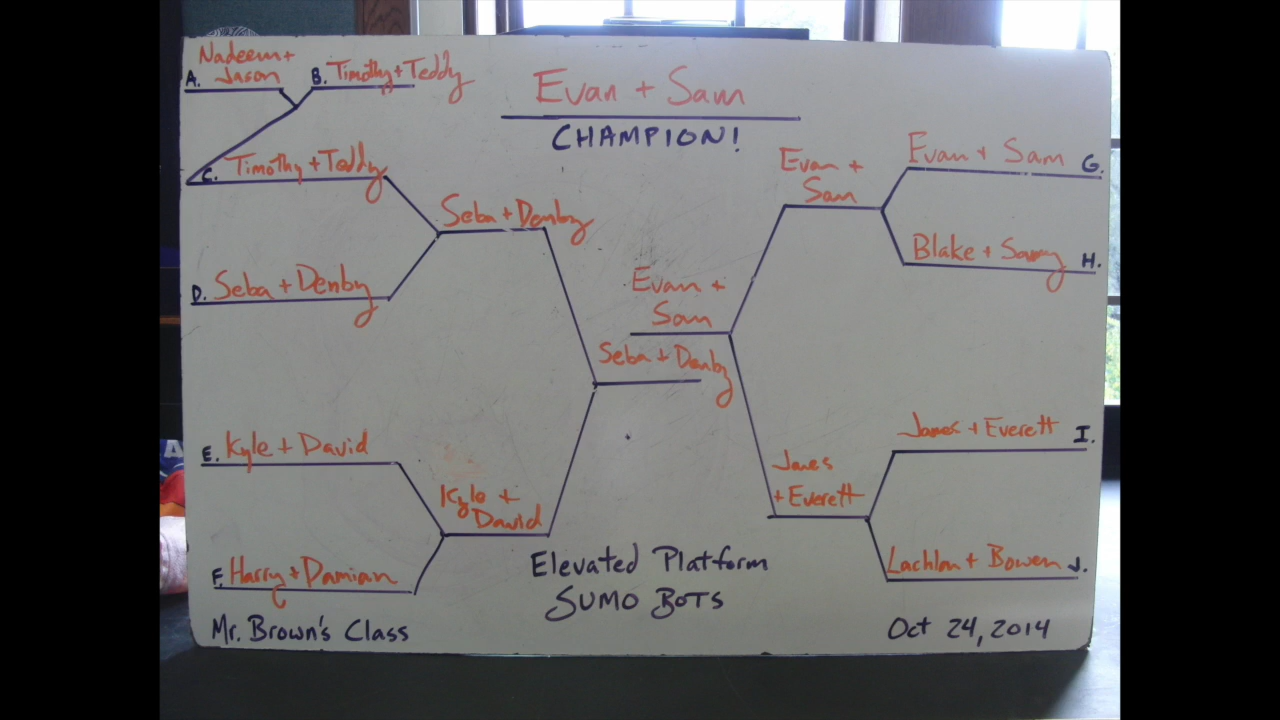 Nadeem +
A. Jason
B. Timothy + Teddy
Evan + Sam
CHAMPION!
C. Timothy + Teddy
Seba + Denby
D. Seba + Denby
E. Kyle + David
Kyle +
David
F. Harry + Damian
Evan +
Sam
Seba + Denby
Evan +
Sam
Evan + Sam G.
Blake + Sammy H.
James + Everett I.
James
+ Everett
Lachlan + Bowen J.
Elevated Platform
SUMO BOTS
Mr. Brown's Class
Oct 24, 2014